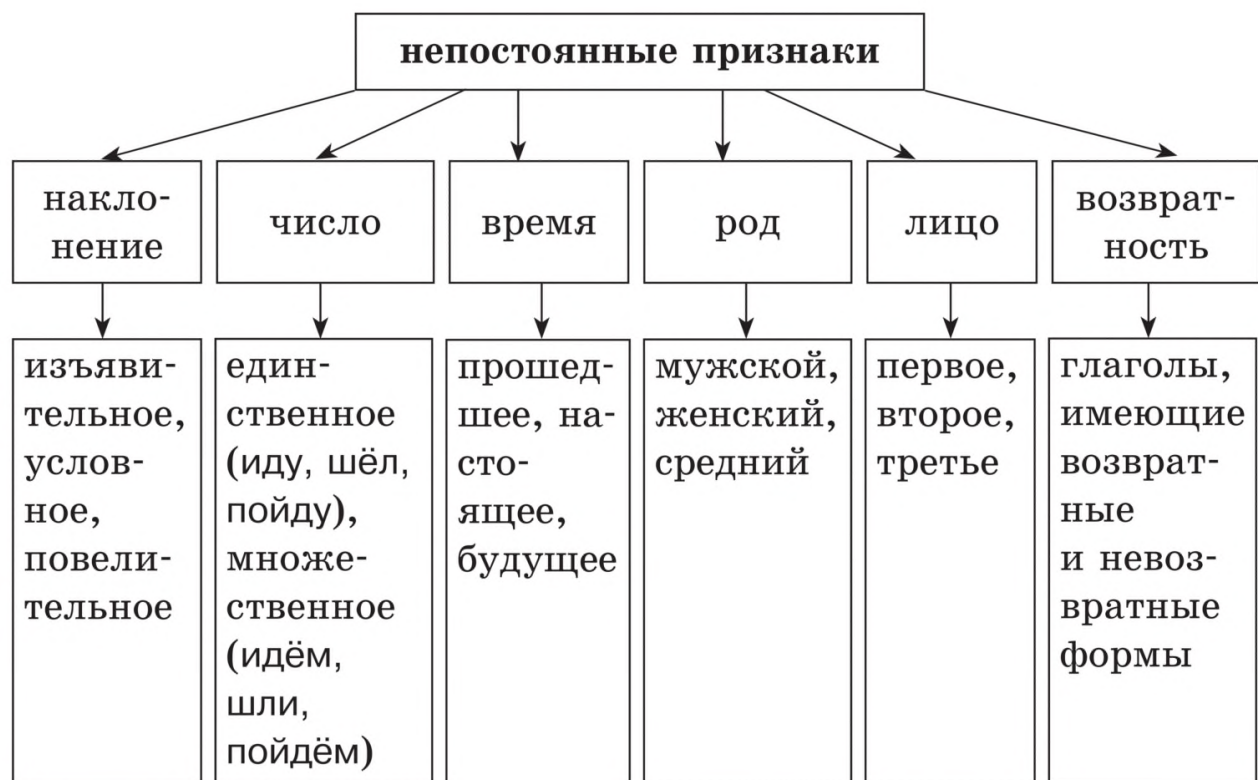 непостоянные признаки
накло-
нение
число
время
род
лицо
возврат-
ность
изъяви-
тельное,
услов-
ное,
повели-
тельное
един-
ственное
(иду, шёл,
пойду),
множе-
ственное
(идём,
шли,
пойдём)
прошед-
шее, на-
сто-
ящее,
будущее
мужской,
женский,
средний
первое,
второе,
третье
глаголы,
имеющие
возврат-
ные
и невоз-
вратные
формы